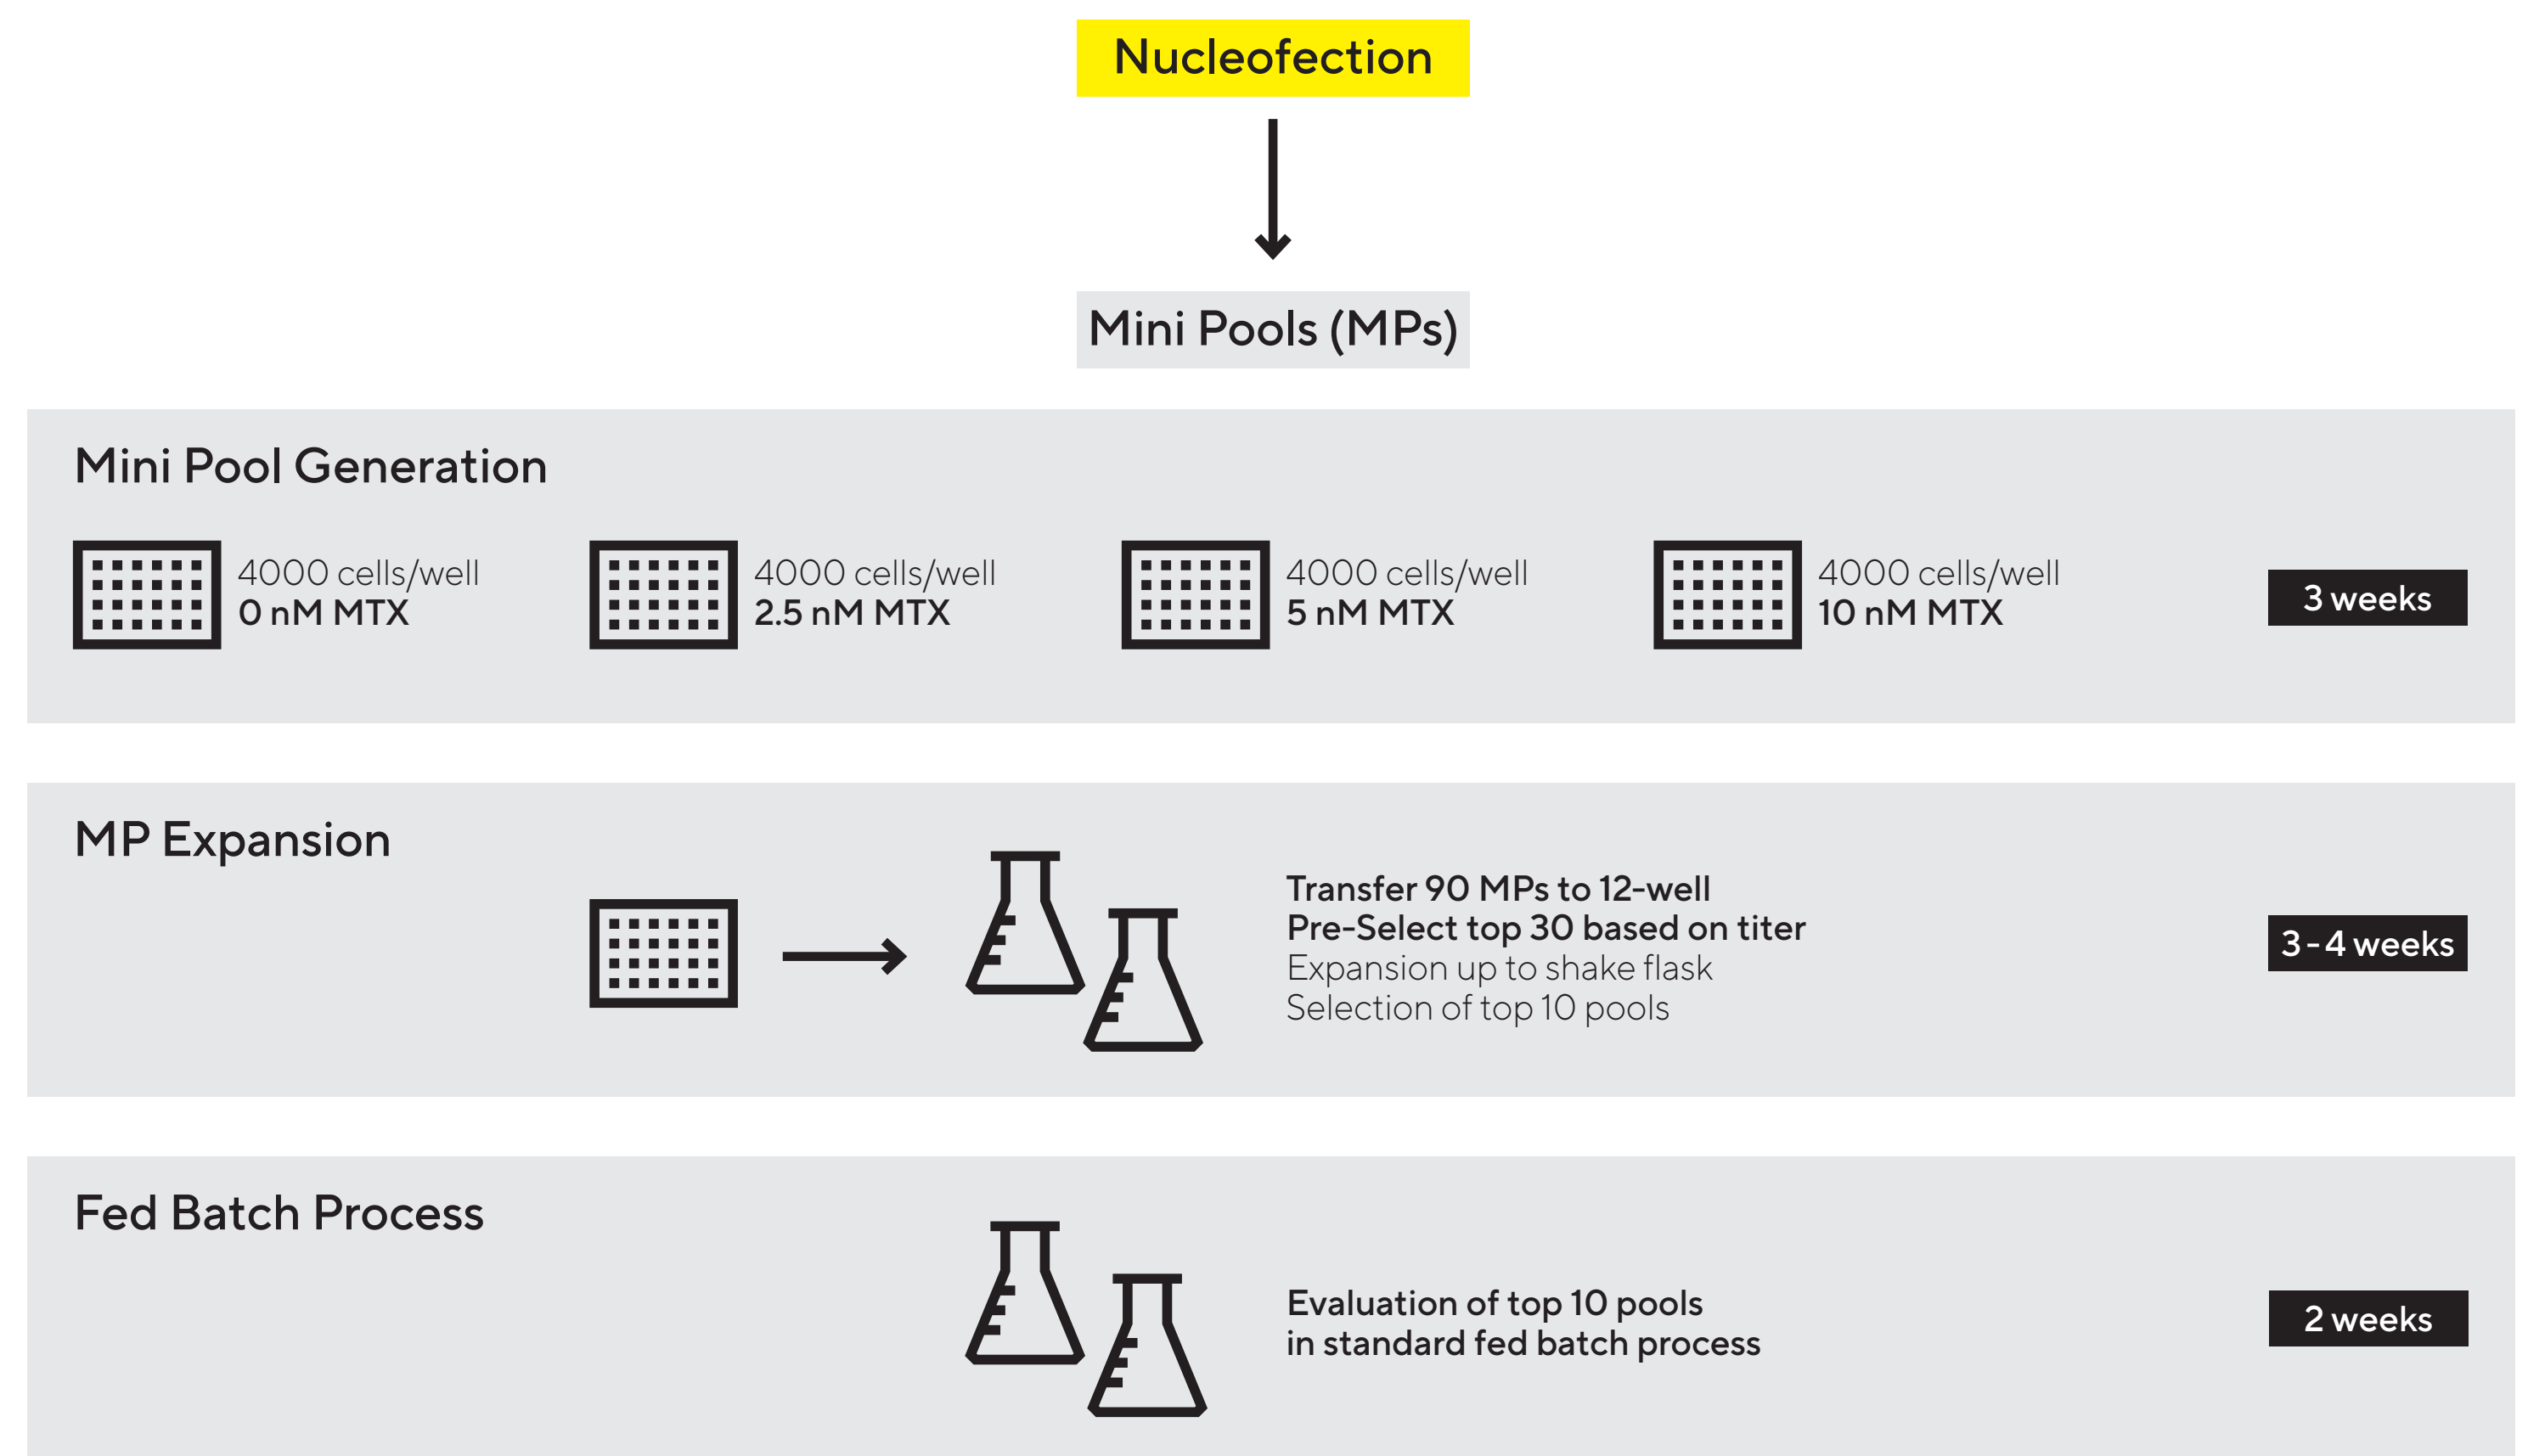 Nucleofection
Mini Pools (MPs)
Mini Pool Generation
4000 cells/well
0 nM MTX
4000 cells/well
2.5 nM MTX
4000 cells/well
5 nM MTX
4000 cells/well
10 nM MTX
3 weeks
MP Expansion
Transfer 90 MPs to 12-well
Pre-Select top 30 based on titer
Expansion up to shake flask
Selection of top 10 pools
3 - 4 weeks
Fed Batch Process
Evaluation of top 10 pools
in standard fed batch process
2 weeks